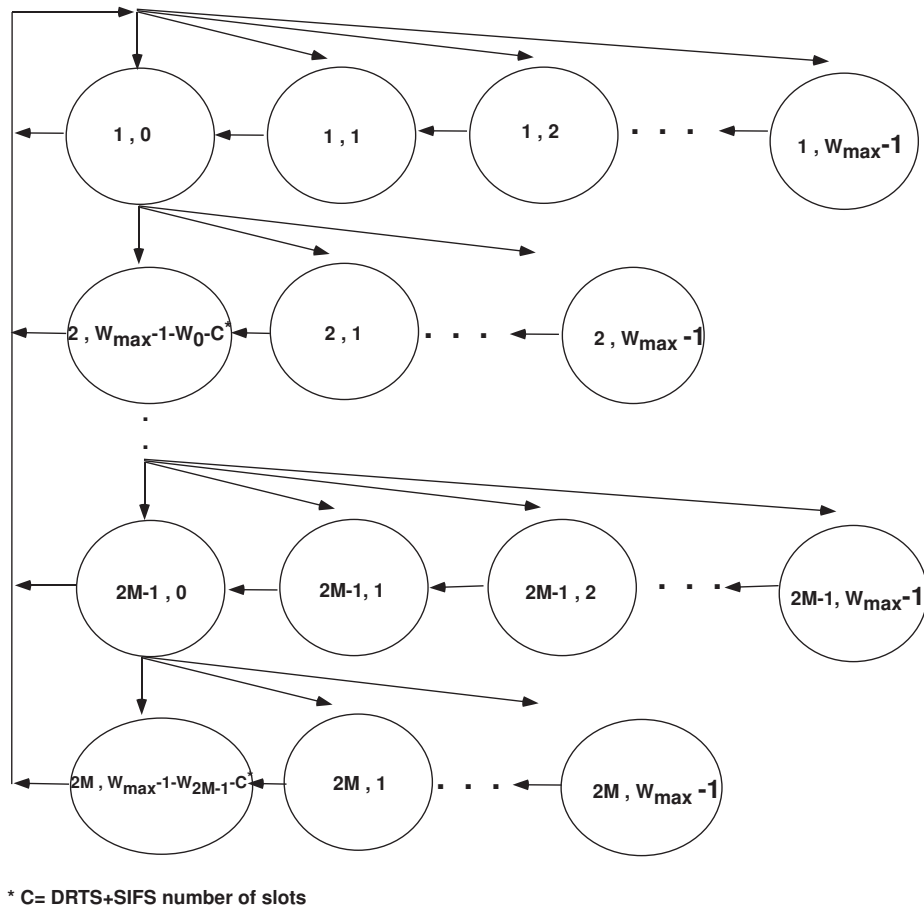 1 , 0
1 , 1
1 , 2
. . .
1 , Wmax-1
2 , Wmax-1-W0-C*
2 , 1
. . .
2 , Wmax-1
.
.
2M-1 , 0
2M-1, 1
2M-1 , 2
. . .
2M-1, Wmax-1
2M , Wmax-1-W2M-1-C*
2M , 1
. . .
2M , Wmax-1
* C= DRTS+SIFS number of slots